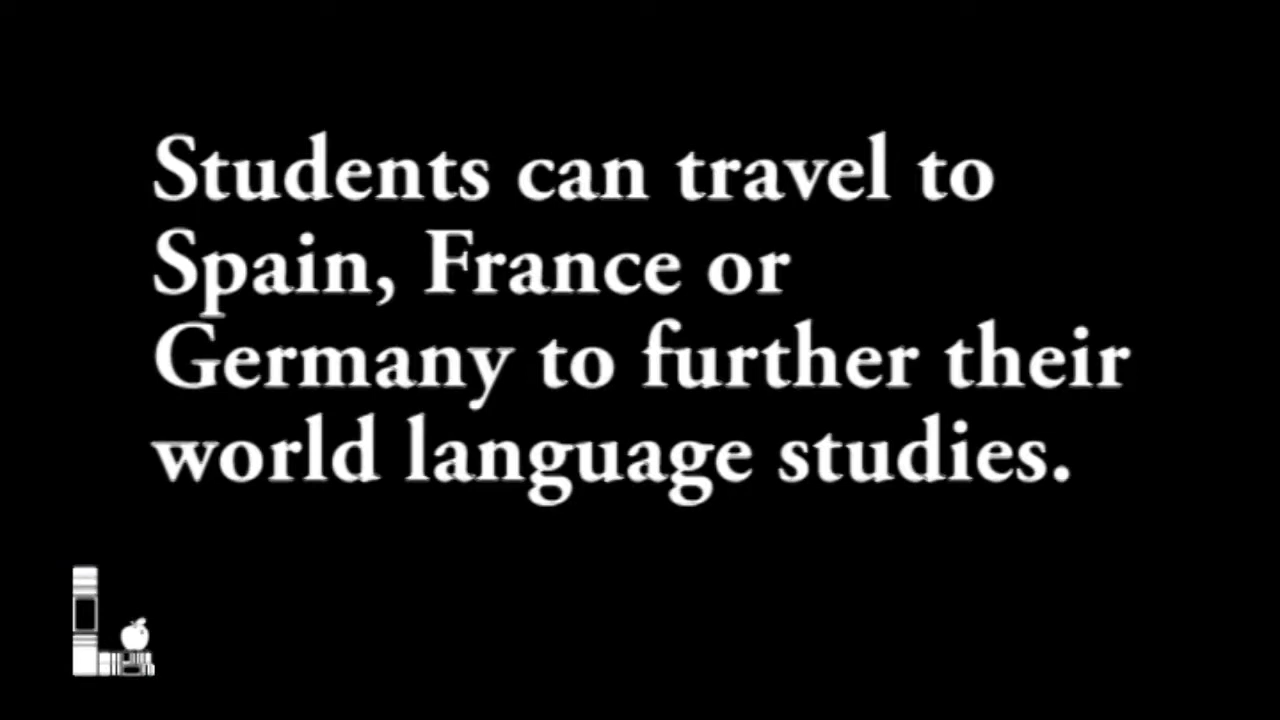 Students can travel to
Spain, France or
Germany to further their
world language studies.